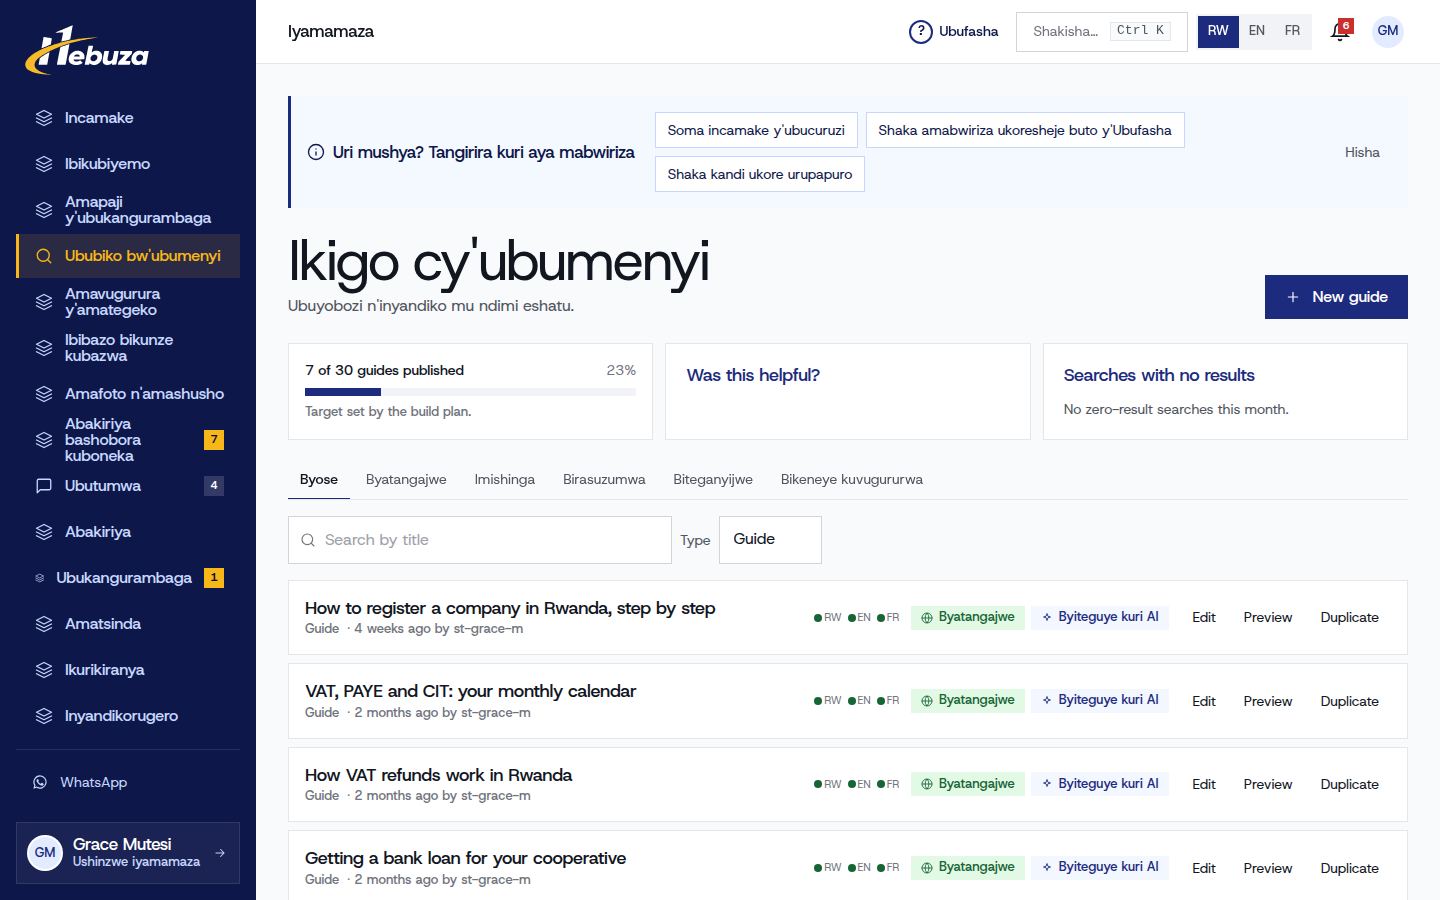 Hebuza
Incamake
Ibikubiyemo
Amapaji
y'ubukangurambaga
Ububiko bw'ubumenyi
Amavugurura
y'amategeko
Ibibazo bikunze
kubazwa
Amafoto n'amashusho
Abakiriya
bashobora
kuboneka
7
Ubutumwa
4
Abakiriya
Ubukangurambaga
1
Amatsinda
Ikurikiranya
Inyandikorugero
WhatsApp
GM
Grace Mutesi
Ushinzwe iyamamaza
Iyamamaza
? Ubufasha
Shakisha... Ctrl K
RW EN FR
6
GM
Uri mushya? Tangirira kuri aya mabwiriza
Soma incamake y'ubucuruzi
Shaka amabwiriza ukoresheje buto y'Ubufasha
Shaka kandi ukore urupapuro
Hisha
Ikigo cy'ubumenyi
Ubuyobozi n'inyandiko mu ndimi eshatu.
New guide
7 of 30 guides published 23%
Target set by the build plan.
Was this helpful?
Searches with no results
No zero-result searches this month.
Byose Byatangajwe Imishinga Birasuzumwa Biteganyijwe Bikeneye kuvugururwa
Search by title Type Guide
How to register a company in Rwanda, step by step
Guide · 4 weeks ago by st-grace-m
RW EN FR Byatangajwe Byiteguye kuri AI Edit Preview Duplicate
VAT, PAYE and CIT: your monthly calendar
Guide · 2 months ago by st-grace-m
RW EN FR Byatangajwe Byiteguye kuri AI Edit Preview Duplicate
How VAT refunds work in Rwanda
Guide · 2 months ago by st-grace-m
RW EN FR Byatangajwe Byiteguye kuri AI Edit Preview Duplicate
Getting a bank loan for your cooperative
Guide · 2 months ago by st-grace-m
RW EN FR Byatangajwe Byiteguye kuri AI Edit Preview Duplicate